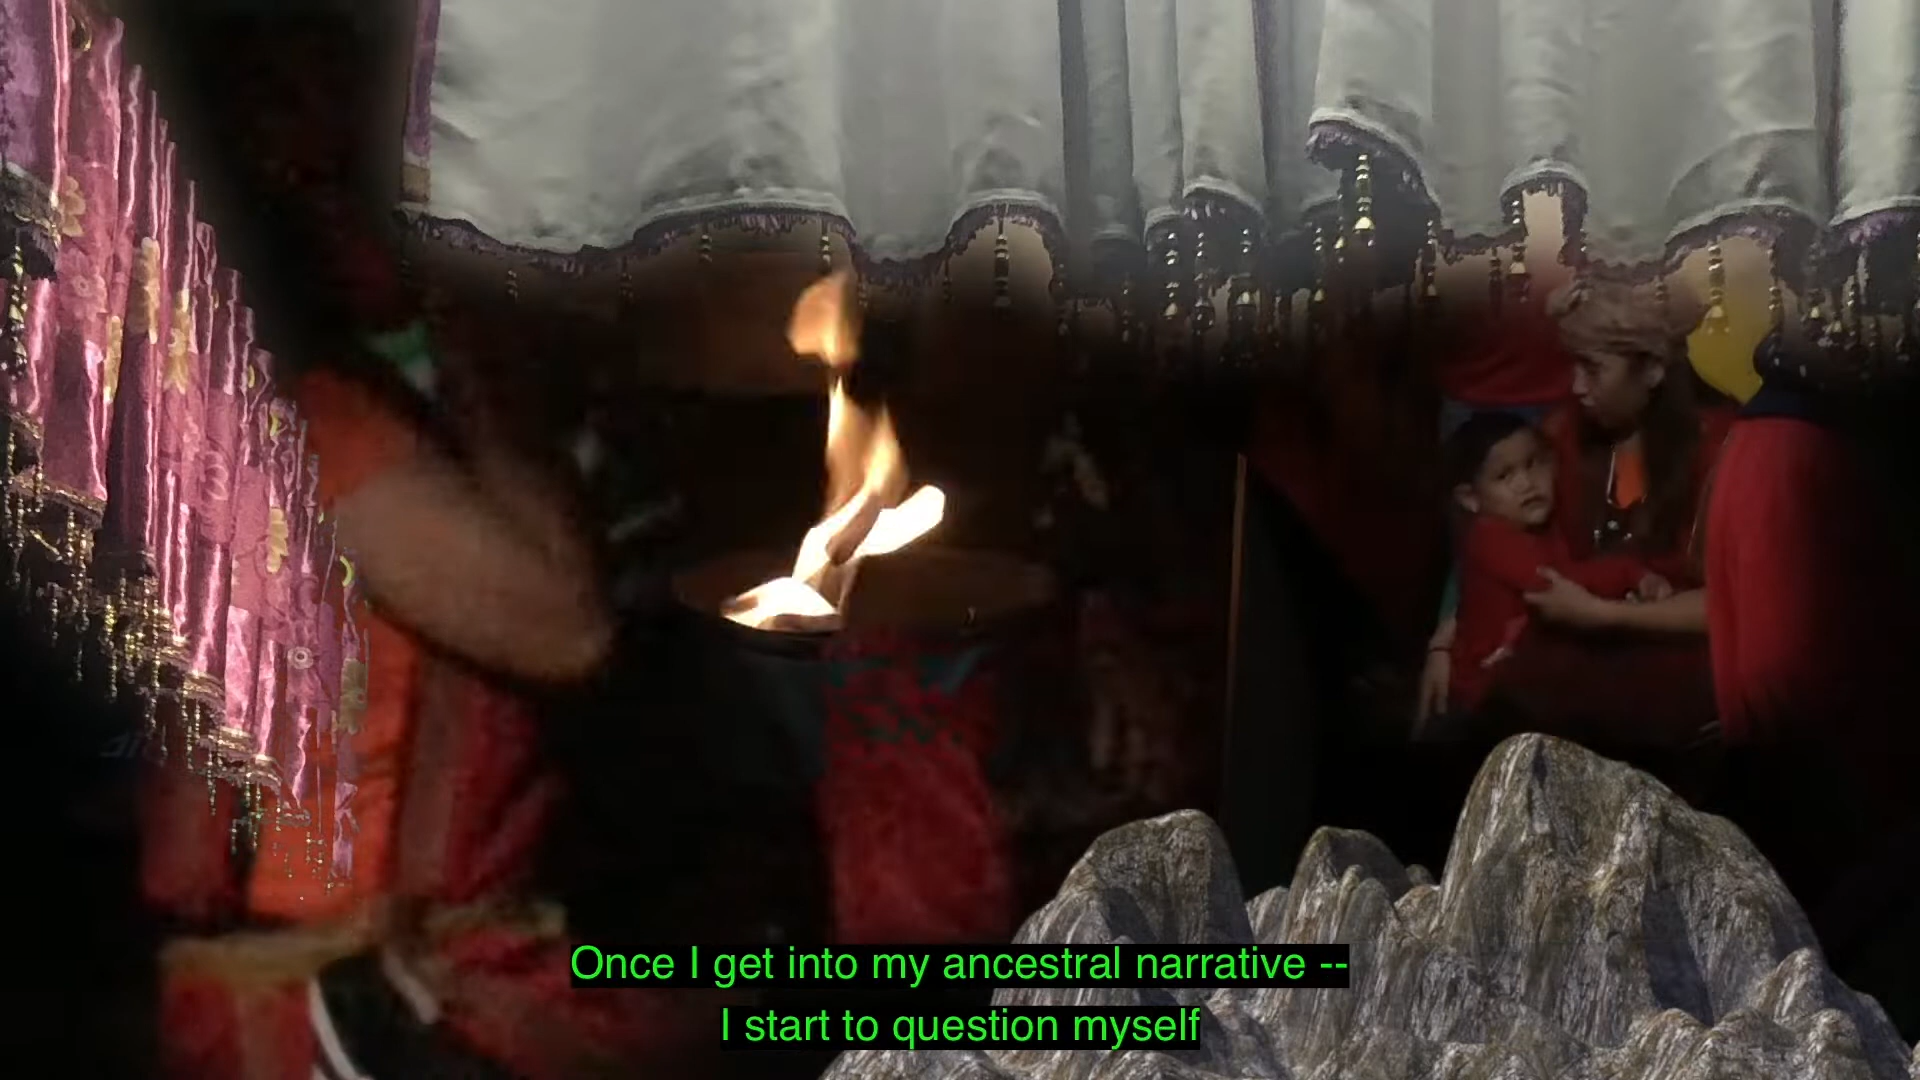 Once I get into my ancestral narrative --
I start to question myself